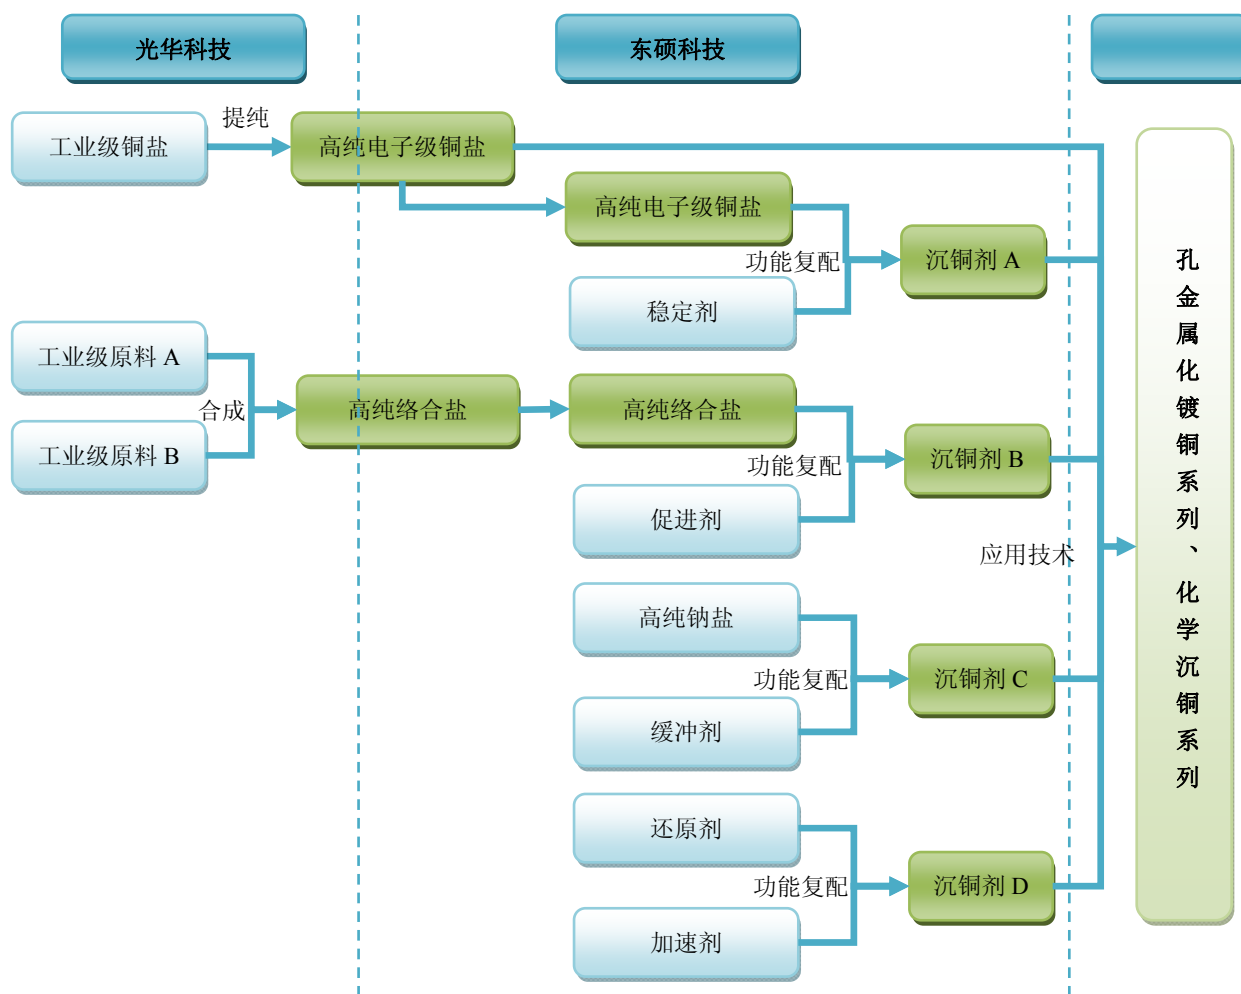 光华科技
东硕科技
提纯
工业级铜盐
高纯电子级铜盐
高纯电子级铜盐
功能复配
沉铜剂 A
稳定剂
工业级原料 A
合成
工业级原料 B
高纯络合盐
高纯络合盐
功能复配
沉铜剂 B
促进剂
应用技术
高纯钠盐
功能复配
沉铜剂 C
缓冲剂
还原剂
功能复配
沉铜剂 D
加速剂
孔金属化镀铜系列、化学沉铜系列